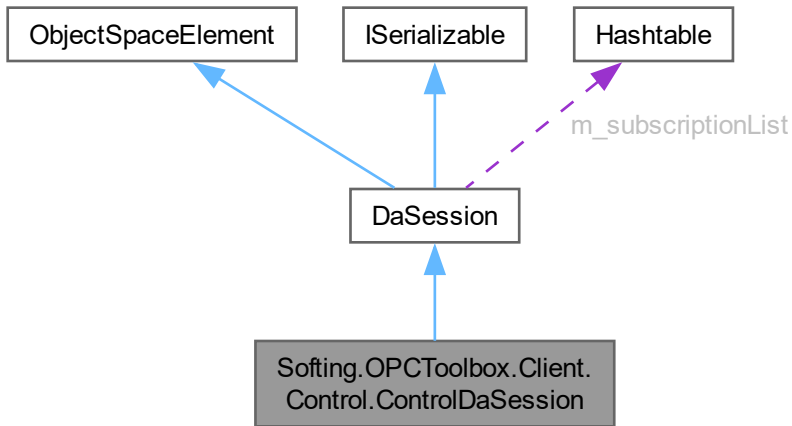 ObjectSpaceElement
ISerializable
Hashtable
m_subscriptionList
DaSession
Softing.OPCToolbox.Client.
Control.ControlDaSession